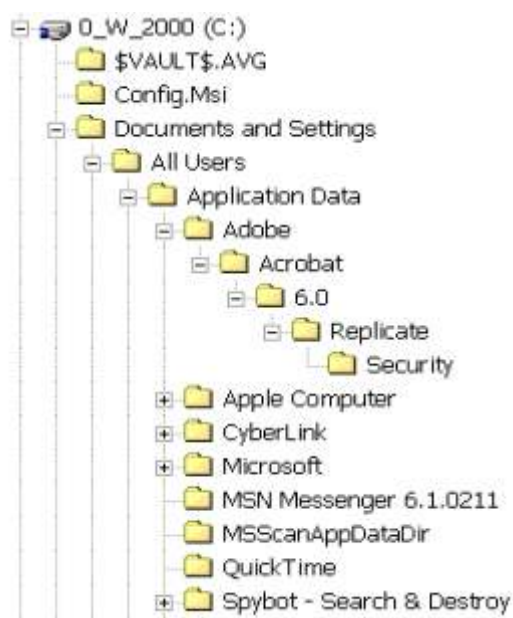 0_W_2000 (C:)
$VAULT$.AVG
Config.Msi
Documents and Settings
All Users
Application Data
Adobe
Acrobat
6.0
Replicate
Security
Apple Computer
CyberLink
Microsoft
MSN Messenger 6.1.0211
MSScanAppDataDir
QuickTime
Spybot - Search & Destroy